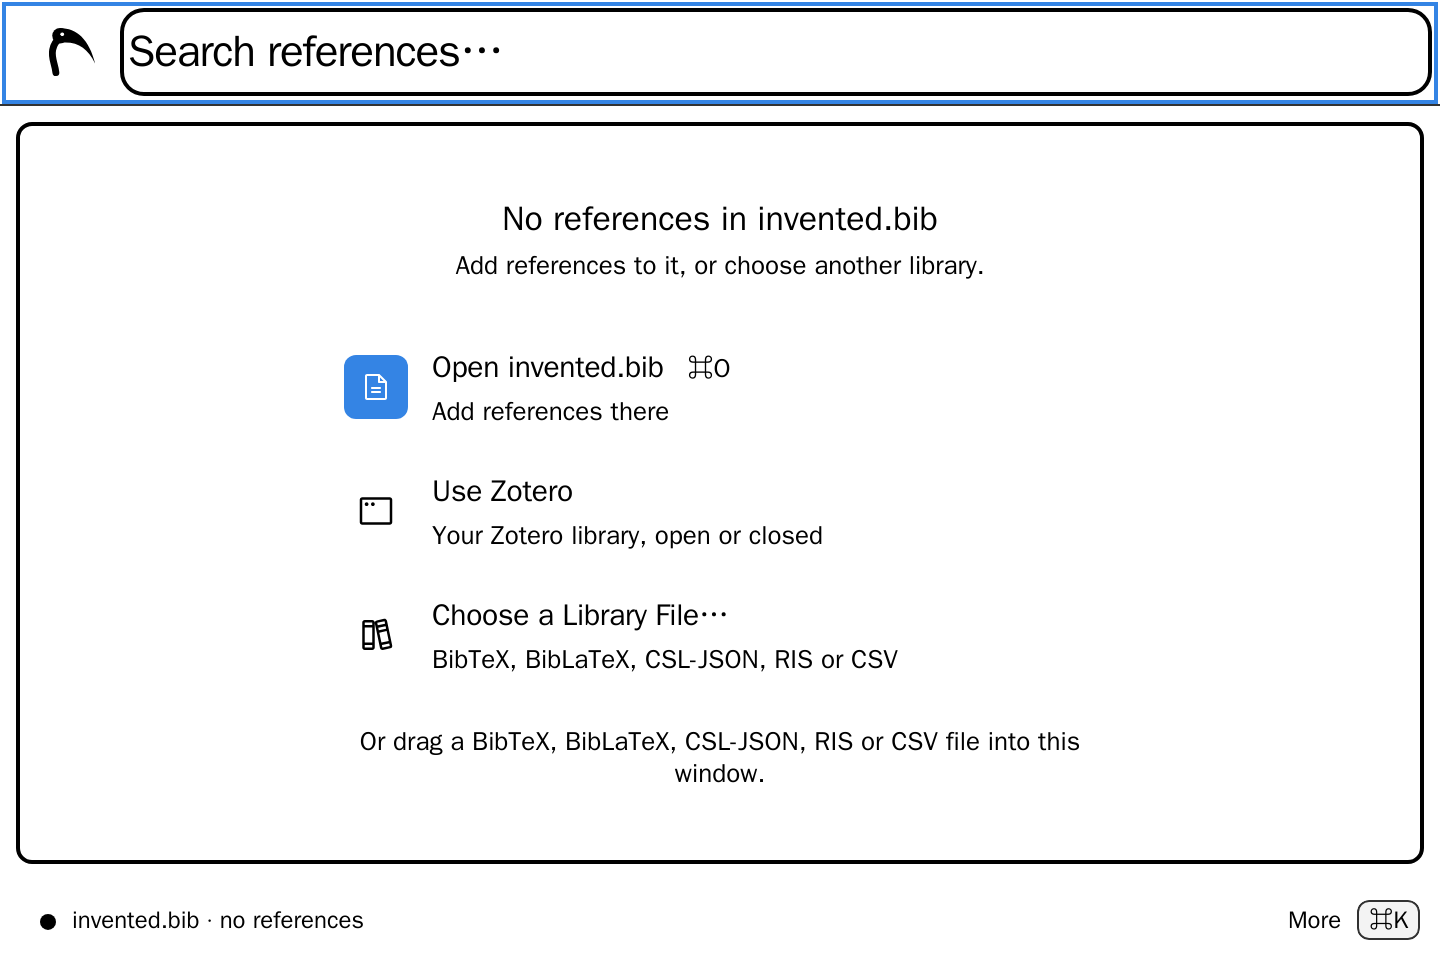 Search references…
No references in invented.bib
Add references to it, or choose another library.
Open invented.bib ⌘O
Add references there
Use Zotero
Your Zotero library, open or closed
Choose a Library File…
BibTeX, BibLaTeX, CSL-JSON, RIS or CSV
Or drag a BibTeX, BibLaTeX, CSL-JSON, RIS or CSV file into this
window.
invented.bib · no references
More ⌘K